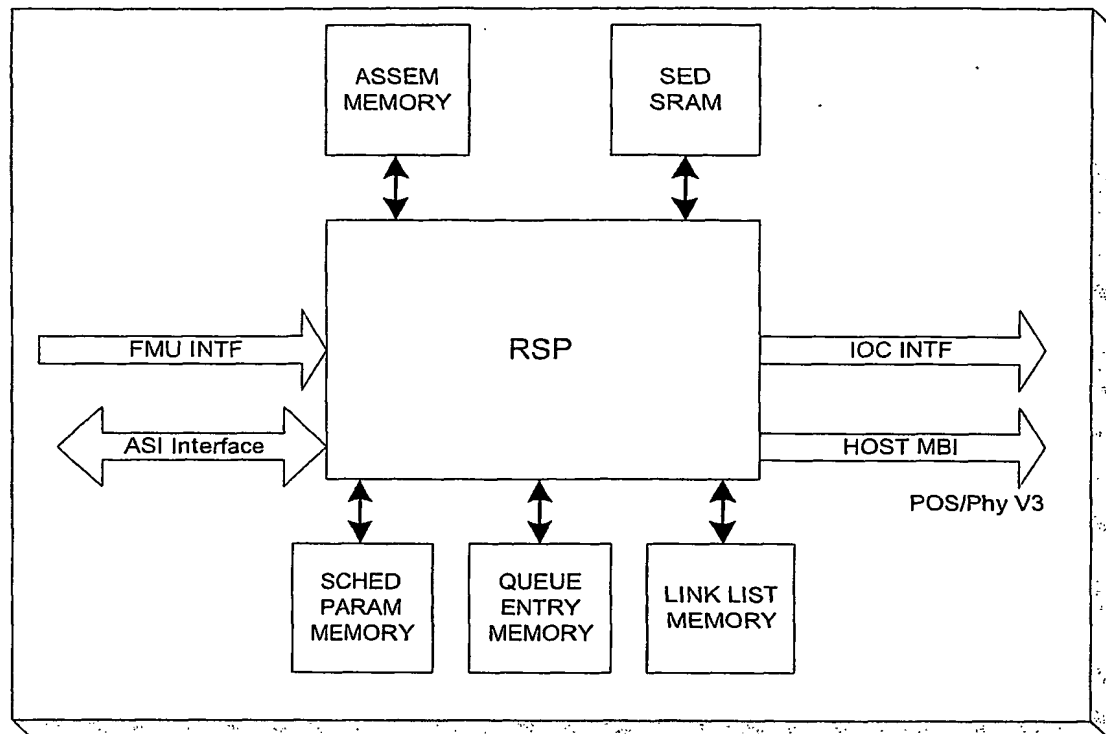 ASSEM
MEMORY
SED
SRAM
RSP
FMU INTF
IOC INTF
ASI Interface
HOST MBI
POS/Phy V3
SCHED
PARAM
MEMORY
QUEUE
ENTRY
MEMORY
LINK LIST
MEMORY